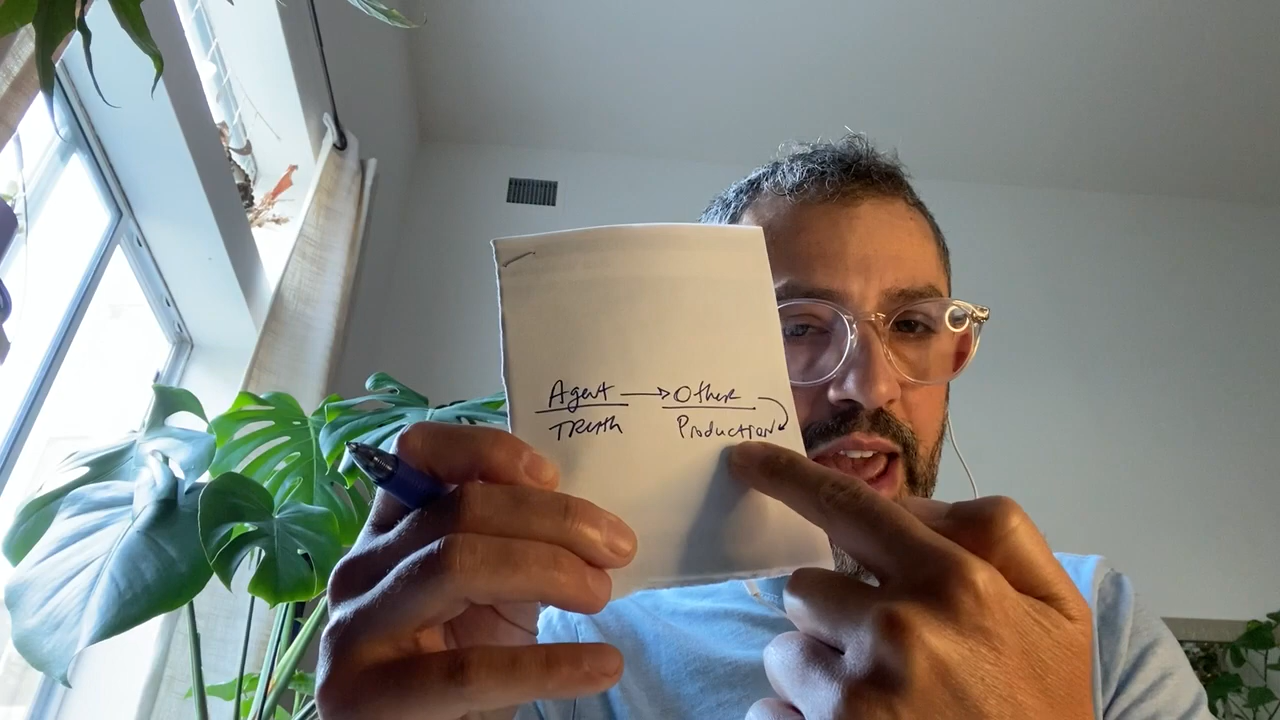 Agent → Other
Truth Production